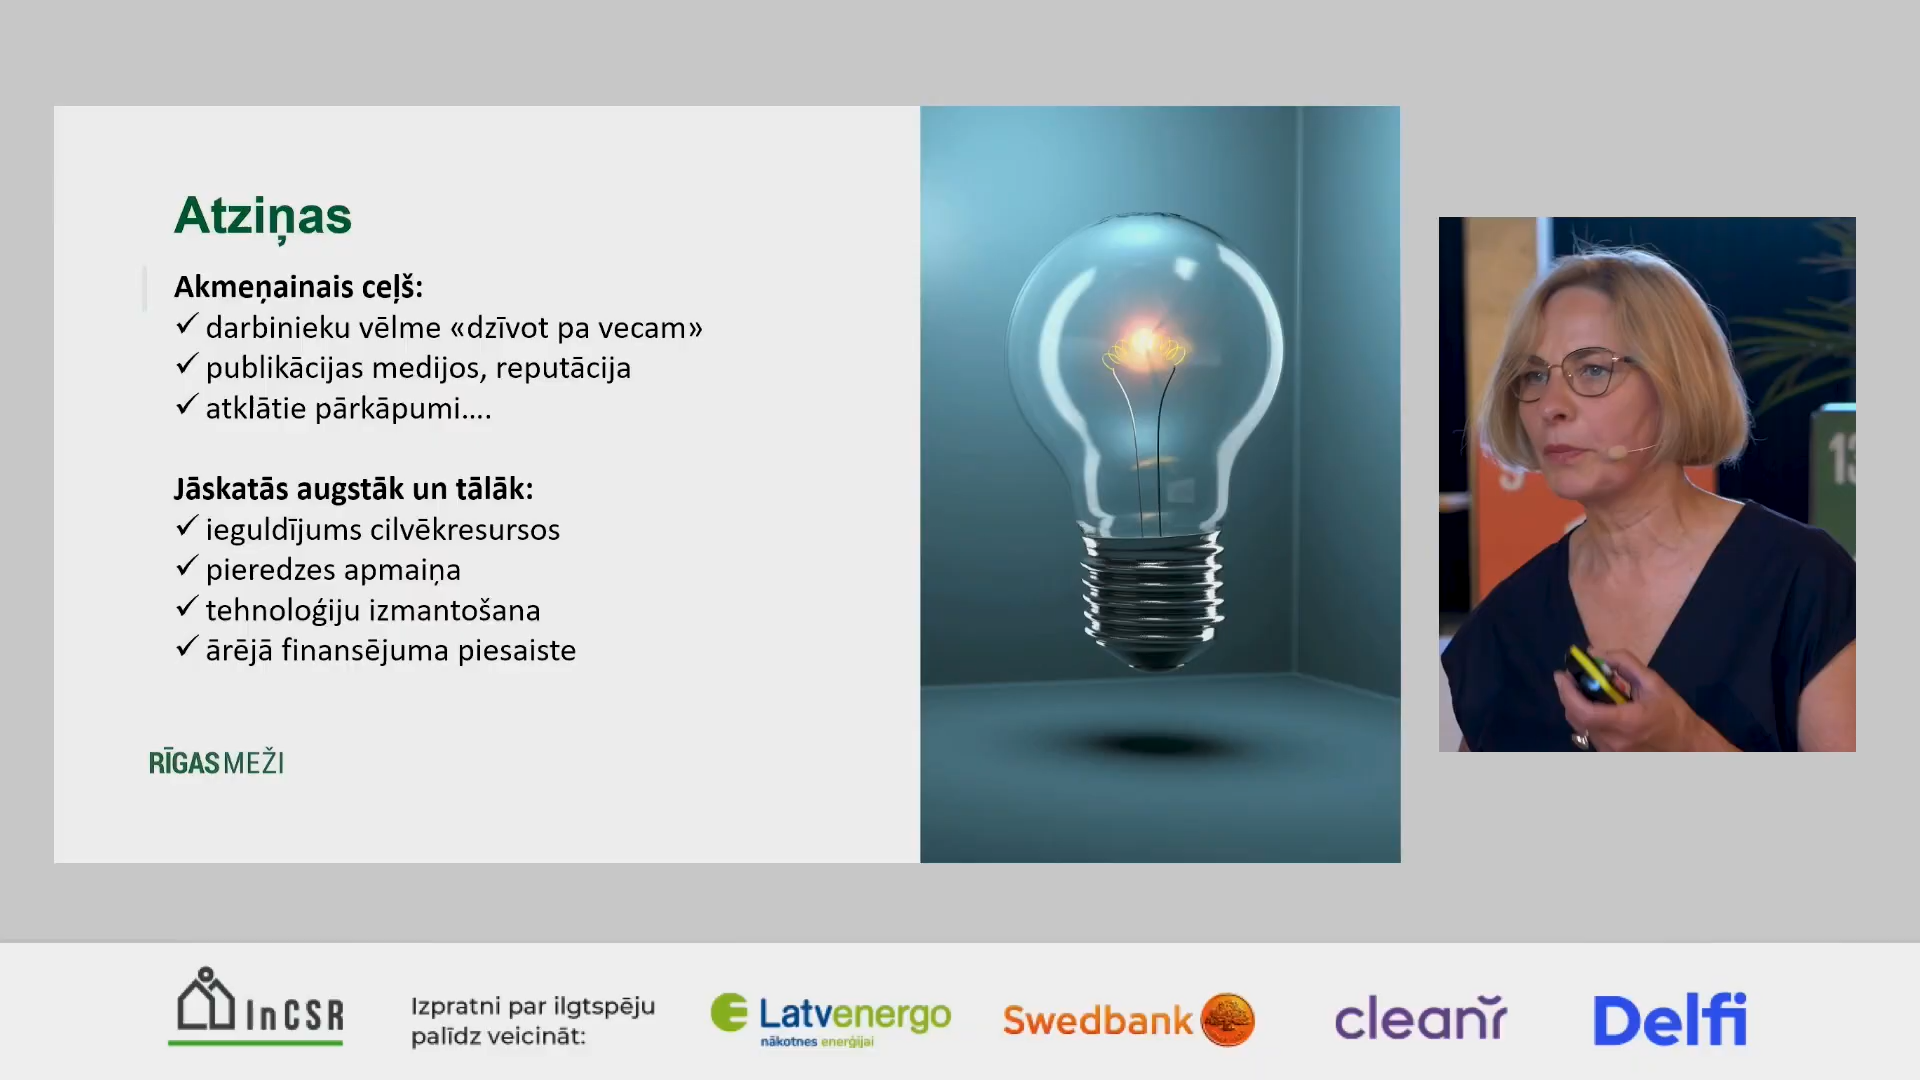 Atziņas
Akmeņainais ceļš:
✓ darbinieku vēlme «dzīvot pa vecam»
✓ publikācijas medijos, reputācija
✓ atklātie pārkāpumi....
Jāskatās augstāk un tālāk:
✓ ieguldījums cilvēkresursos
✓ pieredzes apmaiņa
✓ tehnoloģiju izmantošana
✓ ārējā finansējuma piesaiste
RĪGAS MEŽI
13
InCSR
Izpratni par ilgtspēju
palīdz veicināt:
Latvenergo
nākotnes enerģijai
Swedbank
cleanr
Delfi